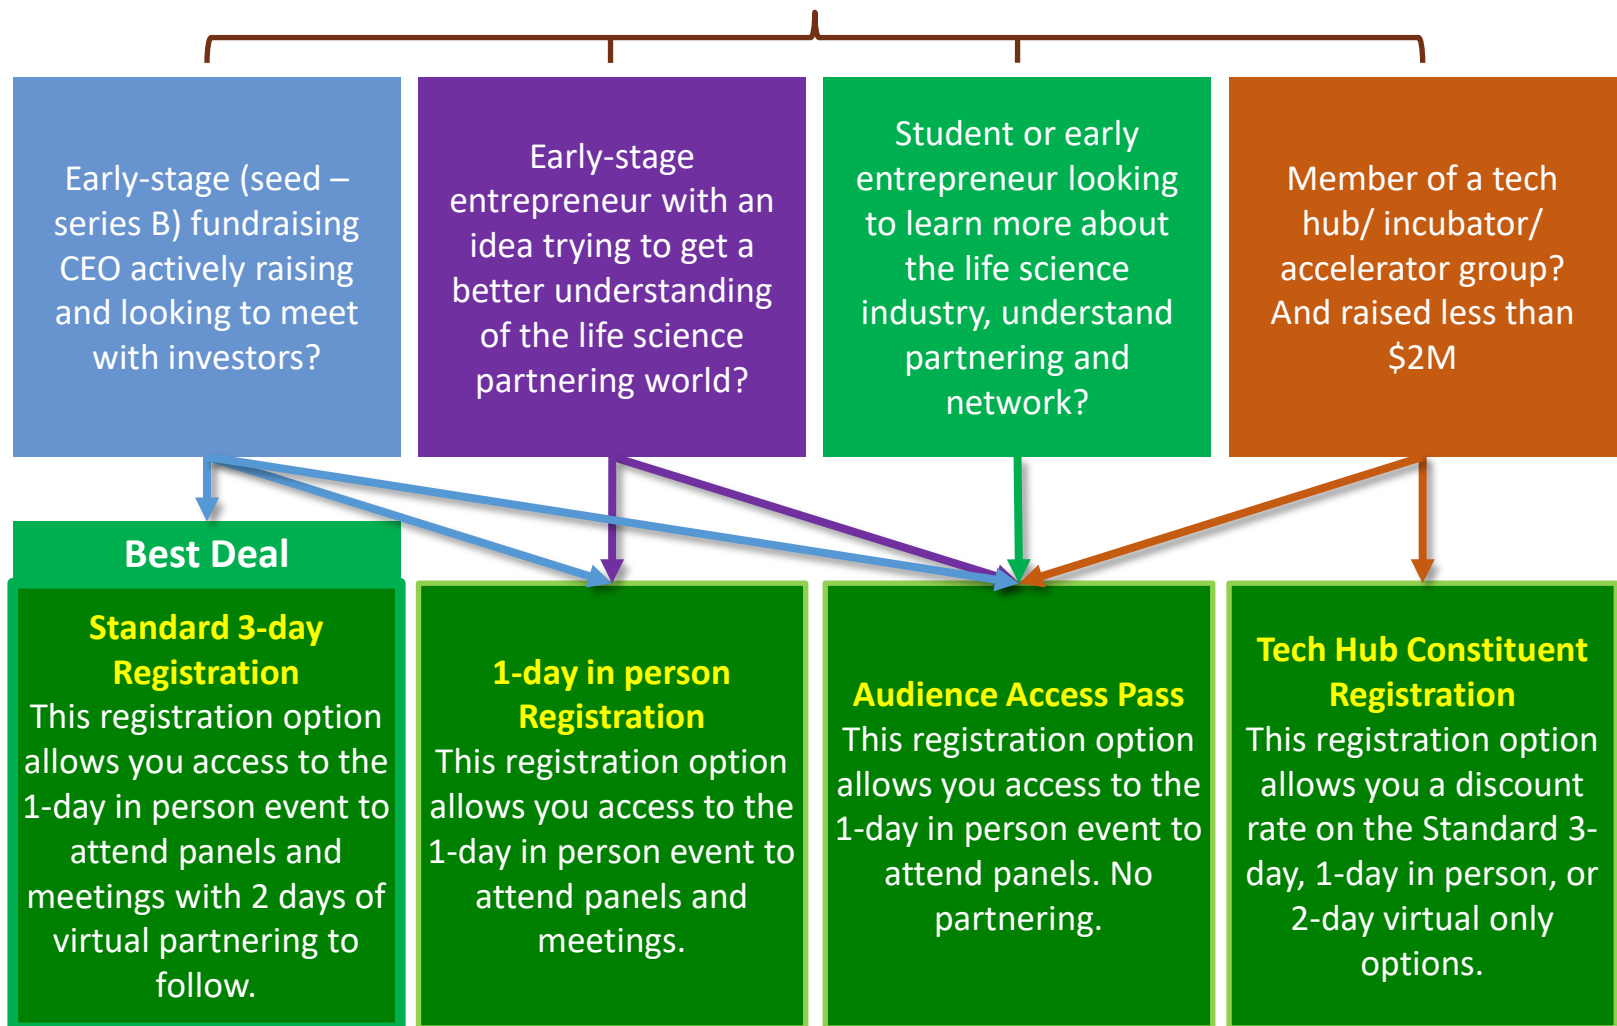 Early-stage (seed –
series B) fundraising
CEO actively raising
and looking to meet
with investors?
Early-stage
entrepreneur with an
idea trying to get a
better understanding
of the life science
partnering world?
Student or early
entrepreneur looking
to learn more about
the life science
industry, understand
partnering and
network?
Member of a tech
hub/ incubator/
accelerator group?
And raised less than
$2M
Best Deal
Standard 3-day
Registration
This registration option
allows you access to the
1-day in person event to
attend panels and
meetings with 2 days of
virtual partnering to
follow.
1-day in person
Registration
This registration option
allows you access to the
1-day in person event to
attend panels and
meetings.
Audience Access Pass
This registration option
allows you access to the
1-day in person event to
attend panels. No
partnering.
Tech Hub Constituent
Registration
This registration option
allows you a discount
rate on the Standard 3-
day, 1-day in person, or
2-day virtual only
options.